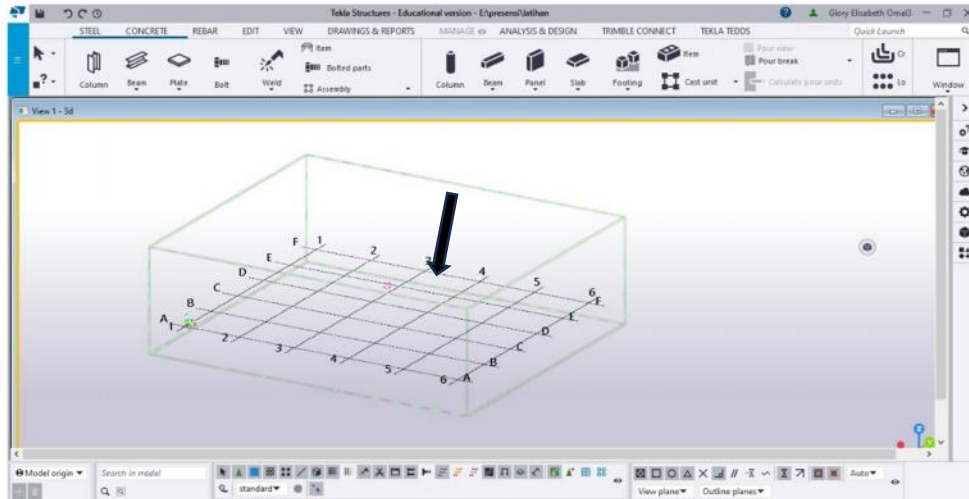 Tekla Structures - Educational version - E:\presensi\latihan
Glory Elisabeth Omai3
STEEL CONCRETE REBAR EDIT VIEW DRAWINGS & REPORTS MANAGE ANALYSIS & DESIGN TRIMBLE CONNECT TEKLA TEDDS Quick Launch
Column Beam Plate Bolt Weld
Item
Bolted parts
Assembly
Column Beam Panel Slab Footing
Item
Cast unit
Pour view
Pour break
Calculate pour units
Cr
Lo
Window
View 1 - 3d
F 1
E 2
D 3
C 4
B 5
A 6
1 F
2 E
3 D
4 C
5 B
6 A
Z
Y
Model origin
Search in model
standard
Auto
View plane
Outline planes